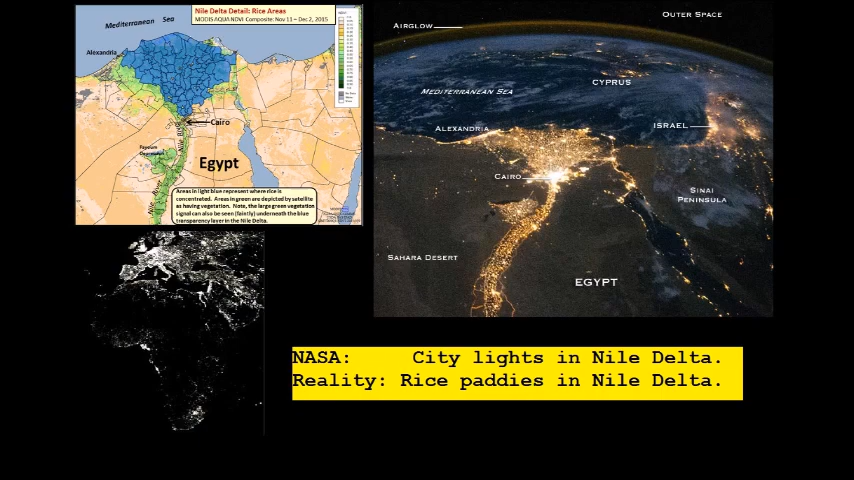 Nile Delta Detail: Rice Areas
MODIS AQUA NDVI Composite: Nov 11 – Dec 2, 2015
Mediterranean Sea
Alexandria
Cairo
Nile River
Fayoum
Depression
Egypt
Areas in light blue represent where rice is
concentrated. Areas in green are depicted by satellite
as having vegetation. Note, the large green vegetation
signal can also be seen (faintly) underneath the blue
transparency layer in the Nile Delta.
AIRGLOW
OUTER SPACE
CYPRUS
MEDITERRANEAN SEA
ALEXANDRIA
ISRAEL
CAIRO
SINAI
PENINSULA
SAHARA DESERT
EGYPT
NASA: City lights in Nile Delta.
Reality: Rice paddies in Nile Delta.